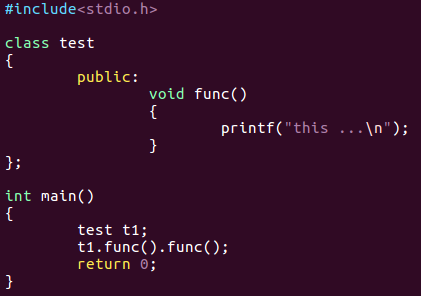 #include<stdio.h>
class test
{
public:
void func()
{
printf("this ...\n");
}
};
int main()
{
test t1;
t1.func().func();
return 0;
}